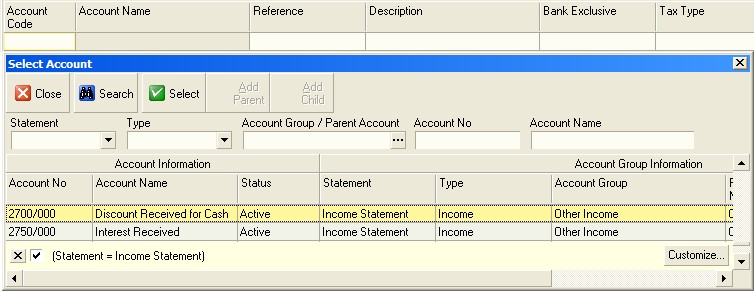 Account Code Account Name Reference Description Bank Exclusive Tax Type
Select Account
Close Search Select Add Parent Add Child
Statement Type Account Group / Parent Account Account No Account Name
Account Information Account Group Information
Account No Account Name Status Statement Type Account Group
2700/000 Discount Received for Cash Active Income Statement Income Other Income
2750/000 Interest Received Active Income Statement Income Other Income
(Statement = Income Statement) Customize...